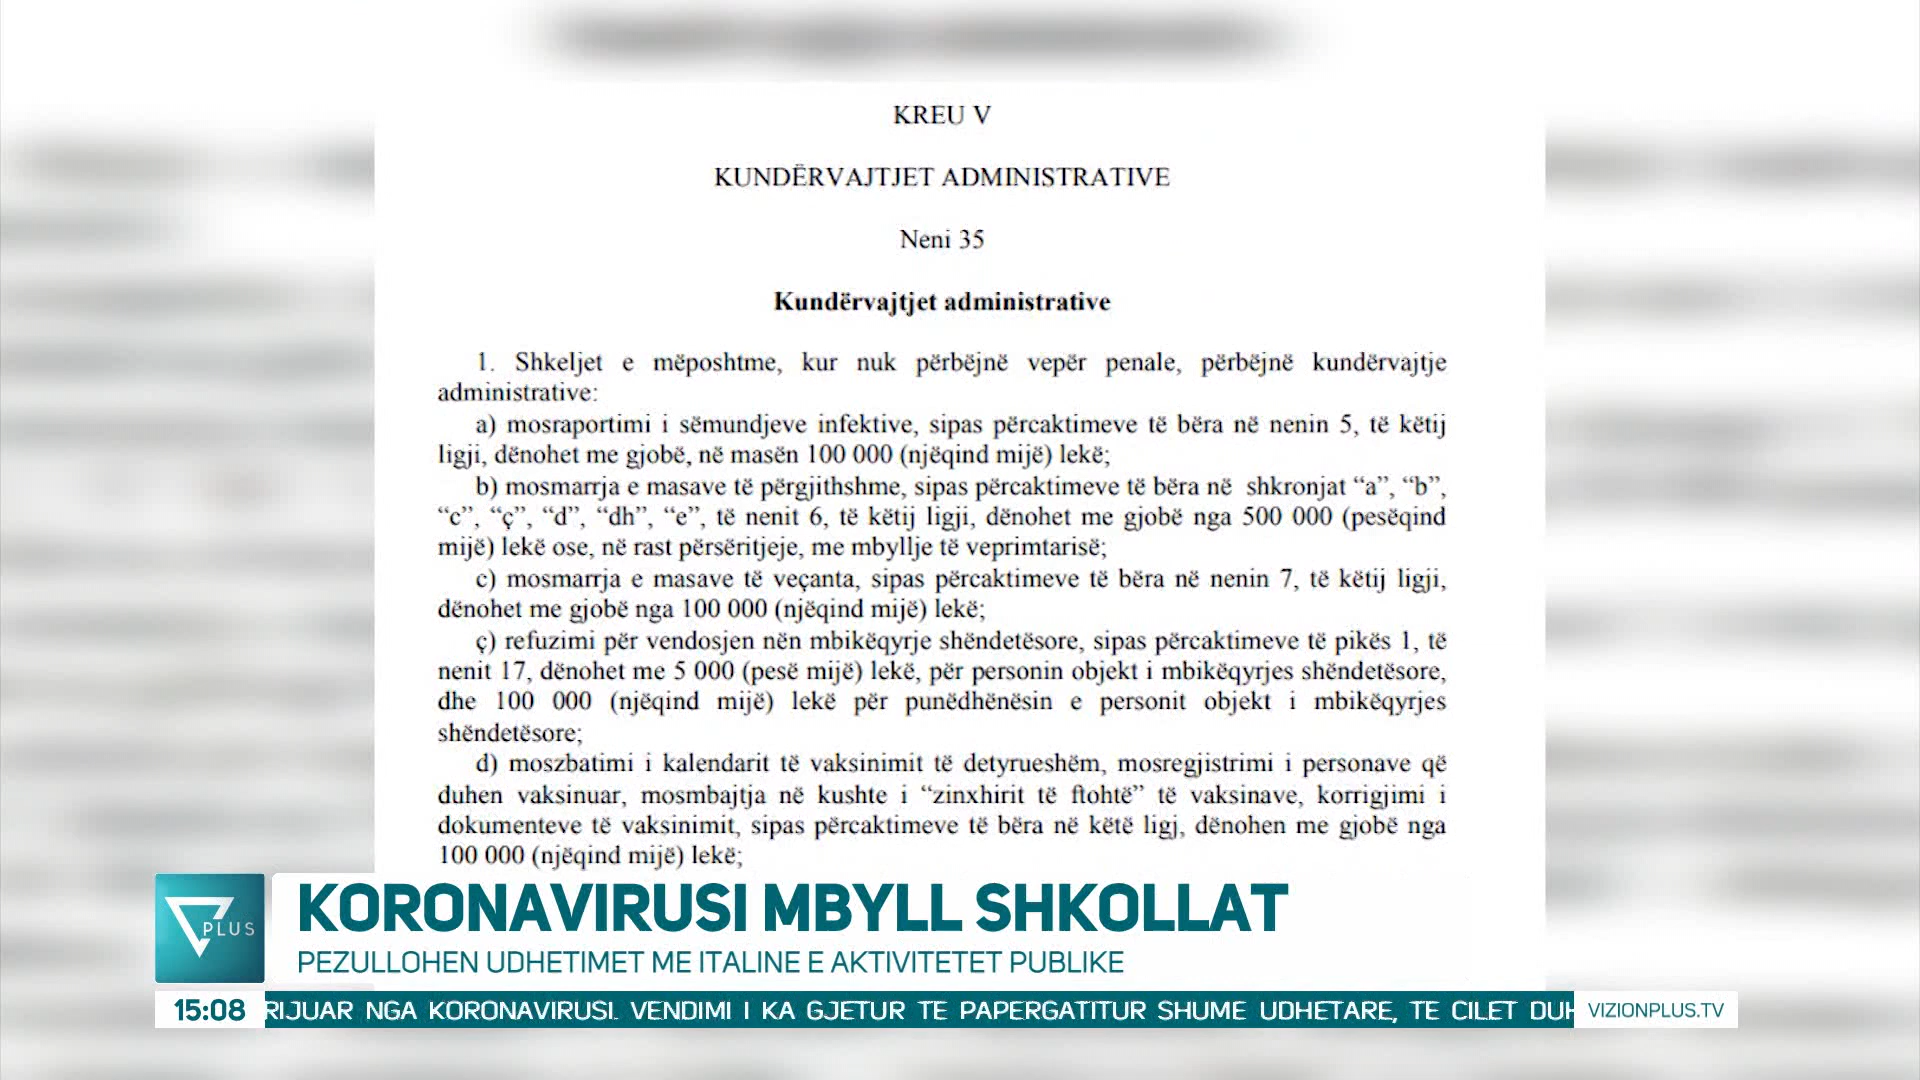 KREU V
KUNDËRVAJTJET ADMINISTRATIVE
Neni 35
Kundërvajtjet administrative
1. Shkeljet e mëposhtme, kur nuk përbëjnë vepër penale, përbëjnë kundërvajtje
administrative:
a) mosraportimi i sëmundjeve infektive, sipas përcaktimeve të bëra në nenin 5, të këtij
ligji, dënohet me gjobë, në masën 100 000 (njëqind mijë) lekë;
b) mosmarrja e masave të përgjithshme, sipas përcaktimeve të bëra në shkronjat “a”, “b”,
“c”, “ç”, “d”, “dh”, “e”, të nenit 6, të këtij ligji, dënohet me gjobë nga 500 000 (pesëqind
mijë) lekë ose, në rast përsëritjeje, me mbyllje të veprimtarisë;
c) mosmarrja e masave të veçanta, sipas përcaktimeve të bëra në nenin 7, të këtij ligji,
dënohet me gjobë nga 100 000 (njëqind mijë) lekë;
ç) refuzimi për vendosjen nën mbikëqyrje shëndetësore, sipas përcaktimeve të pikës 1, të
nenit 17, dënohet me 5 000 (pesë mijë) lekë, për personin objekt i mbikëqyrjes shëndetësore,
dhe 100 000 (njëqind mijë) lekë për punëdhënësin e personit objekt i mbikëqyrjes
shëndetësore;
d) moszbatimi i kalendarit të vaksinimit të detyrueshëm, mosregjistrimi i personave që
duhen vaksinuar, mosmbajtja në kushte i “zinxhirit të ftohtë” të vaksinave, korrigjimi i
dokumenteve të vaksinimit, sipas përcaktimeve të bëra në këtë ligj, dënohen me gjobë nga
100 000 (njëqind mijë) lekë;
PLUS
KORONAVIRUSI MBYLL SHKOLLAT
PEZULLOHEN UDHETIMET ME ITALINE E AKTIVITETET PUBLIKE
15:08 RIJUAR NGA KORONAVIRUSI. VENDIMI I KA GJETUR TE PAPERGATITUR SHUME UDHETARE, TE CILET DUH VIZIONPLUS.TV